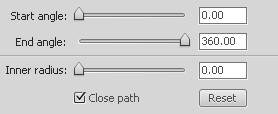 Start angle: 0.00
End angle: 360.00
Inner radius: 0.00
Close path Reset